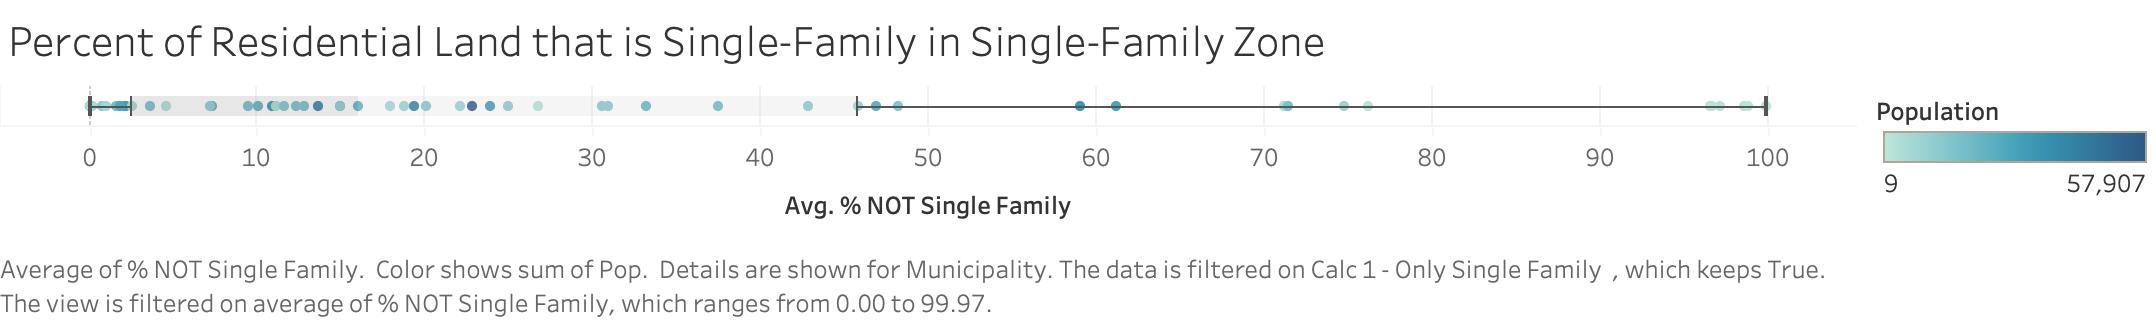 Percent of Residential Land that is Single-Family in Single-Family Zone
0 10 20 30 40 50 60 70 80 90 100
Avg. % NOT Single Family
Population
9 57,907
Average of % NOT Single Family. Color shows sum of Pop. Details are shown for Municipality. The data is filtered on Calc 1 - Only Single Family , which keeps True.
The view is filtered on average of % NOT Single Family, which ranges from 0.00 to 99.97.